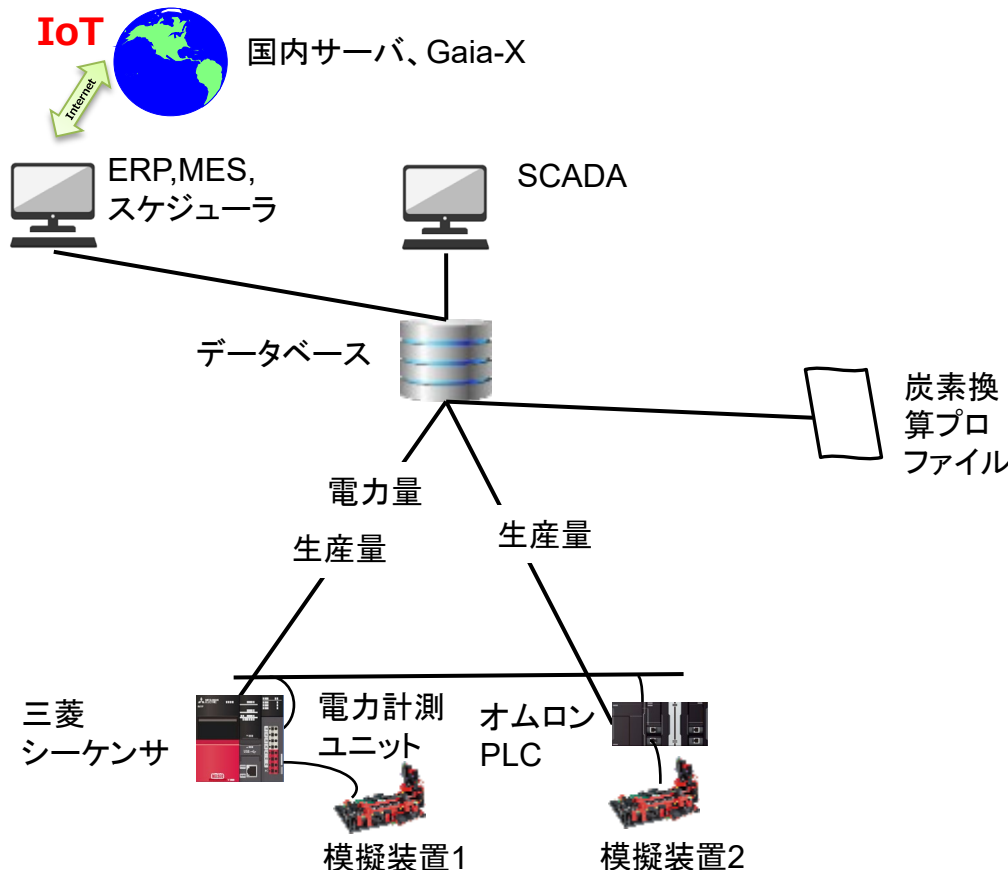 IoT
国内サーバ、Gaia-X
Internet
ERP,MES,
スケジューラ
SCADA
データベース
炭素換
算プロ
ファイル
電力量
生産量
生産量
三菱
シーケンサ
電力計測
ユニット
オムロン
PLC
模擬装置1
模擬装置2